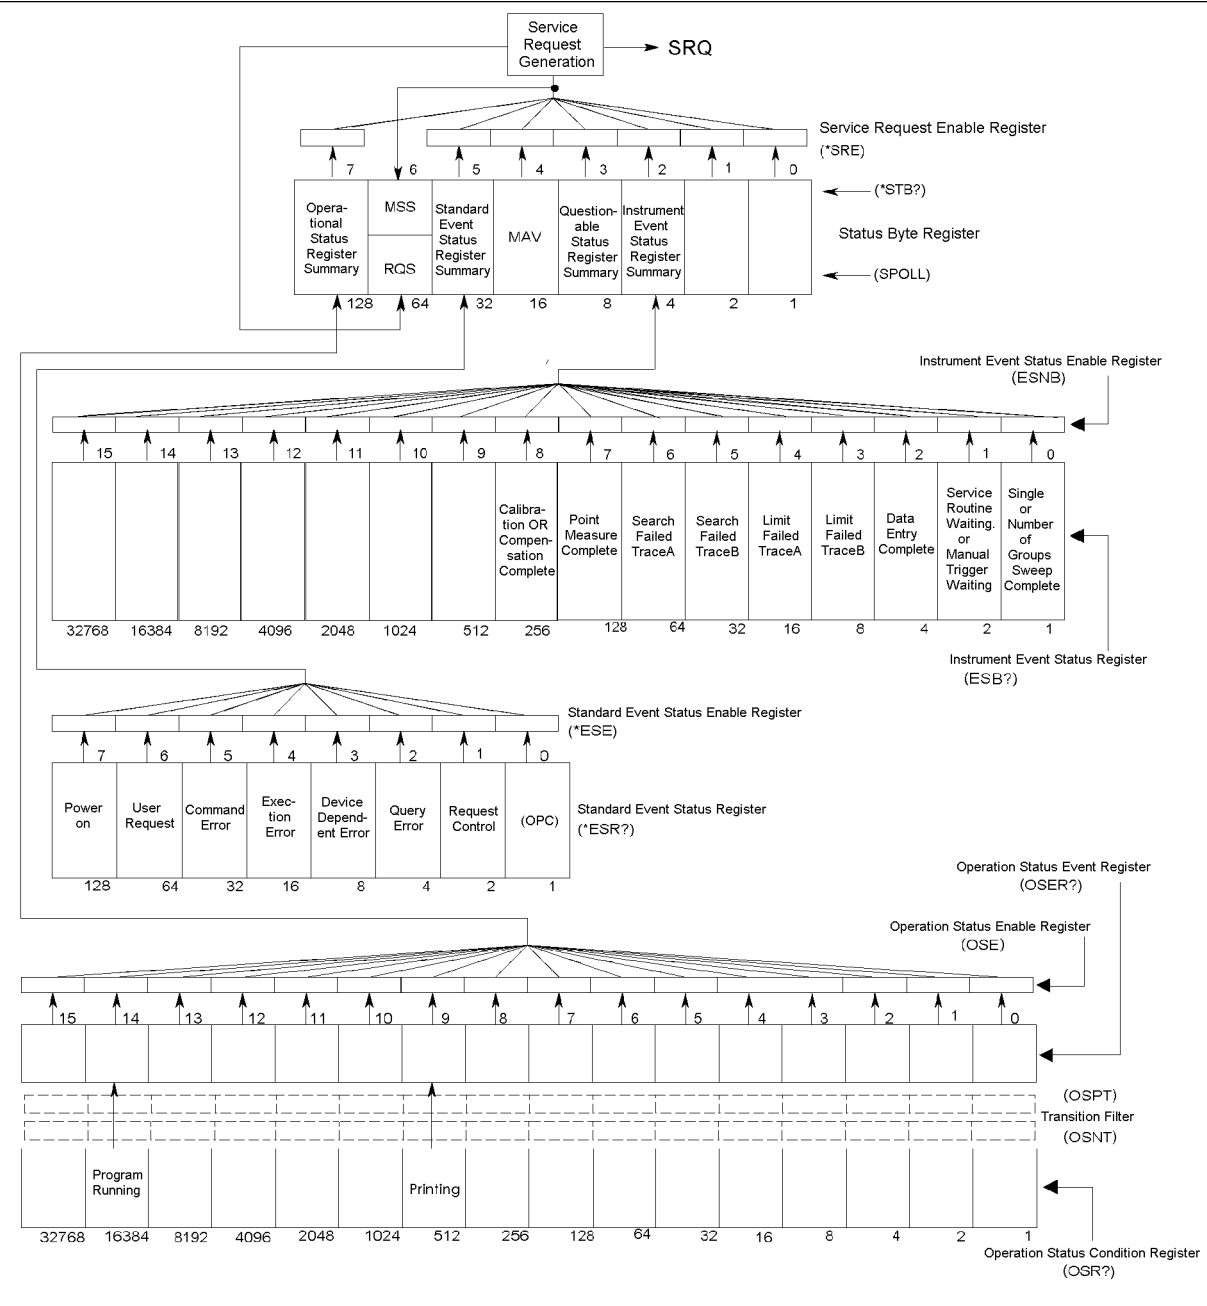 Service
Request
Generation
SRQ
Service Request Enable Register
(*SRE)
7 6 5 4 3 2 1 0
Opera-
tional
Status
Register
Summary
MSS
RQS
Standard
Event
Status
Register
Summary
MAV
Question-
able
Status
Register
Summary
Instrument
Event
Status
Register
Summary
(*STB?)
Status Byte Register
(SPOLL)
128 64 32 16 8 4 2 1
Instrument Event Status Enable Register
(ESNB)
15 14 13 12 11 10 9 8 7 6 5 4 3 2 1 0
Calibra-
tion OR
Compen-
sation
Complete
Point
Measure
Complete
Search
Failed
TraceA
Search
Failed
TraceB
Limit
Failed
TraceA
Limit
Failed
TraceB
Data
Entry
Complete
Service
Routine
Waiting.
or
Manual
Trigger
Waiting
Single
or
Number
of
Groups
Sweep
Complete
32768 16384 8192 4096 2048 1024 512 256 128 64 32 16 8 4 2 1
Instrument Event Status Register
(ESB?)
Standard Event Status Enable Register
(*ESE)
7 6 5 4 3 2 1 0
Power
on
User
Request
Command
Error
Exec-
tion
Error
Device
Depend-
ent Error
Query
Error
Request
Control
(OPC)
Standard Event Status Register
(*ESR?)
128 64 32 16 8 4 2 1
Operation Status Event Register
(OSER?)
Operation Status Enable Register
(OSE)
15 14 13 12 11 10 9 8 7 6 5 4 3 2 1 0
(OSPT)
Transition Filter
(OSNT)
Program
Running
Printing
32768 16384 8192 4096 2048 1024 512 256 128 64 32 16 8 4 2 1
Operation Status Condition Register
(OSR?)